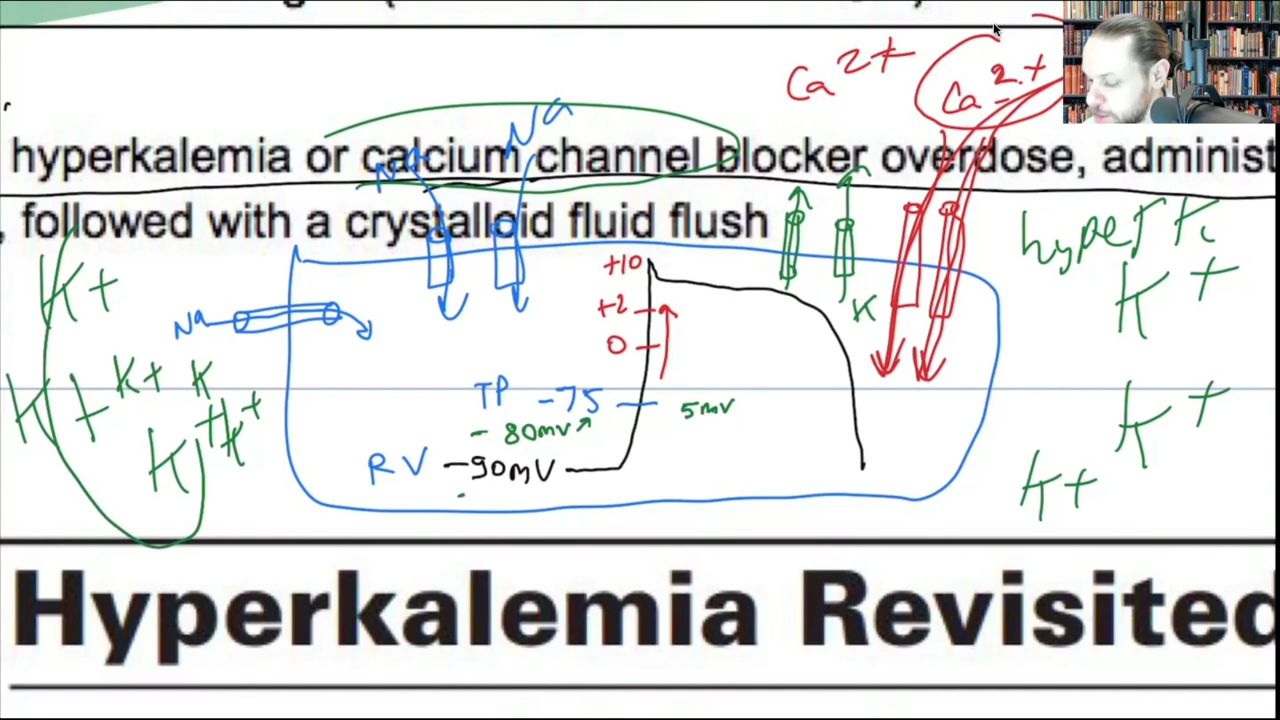 Ca2+ Ca2+
Na Na
hyperkalemia or calcium channel blocker overdose, administ
, followed with a crystalloid fluid flush
hyper K
K+ +10 K+
+2 K
Na 0
K+ K
K+ TP -75 5mV K+
K+ K+ -80mV
RV -90mV K+
Hyperkalemia Revisited